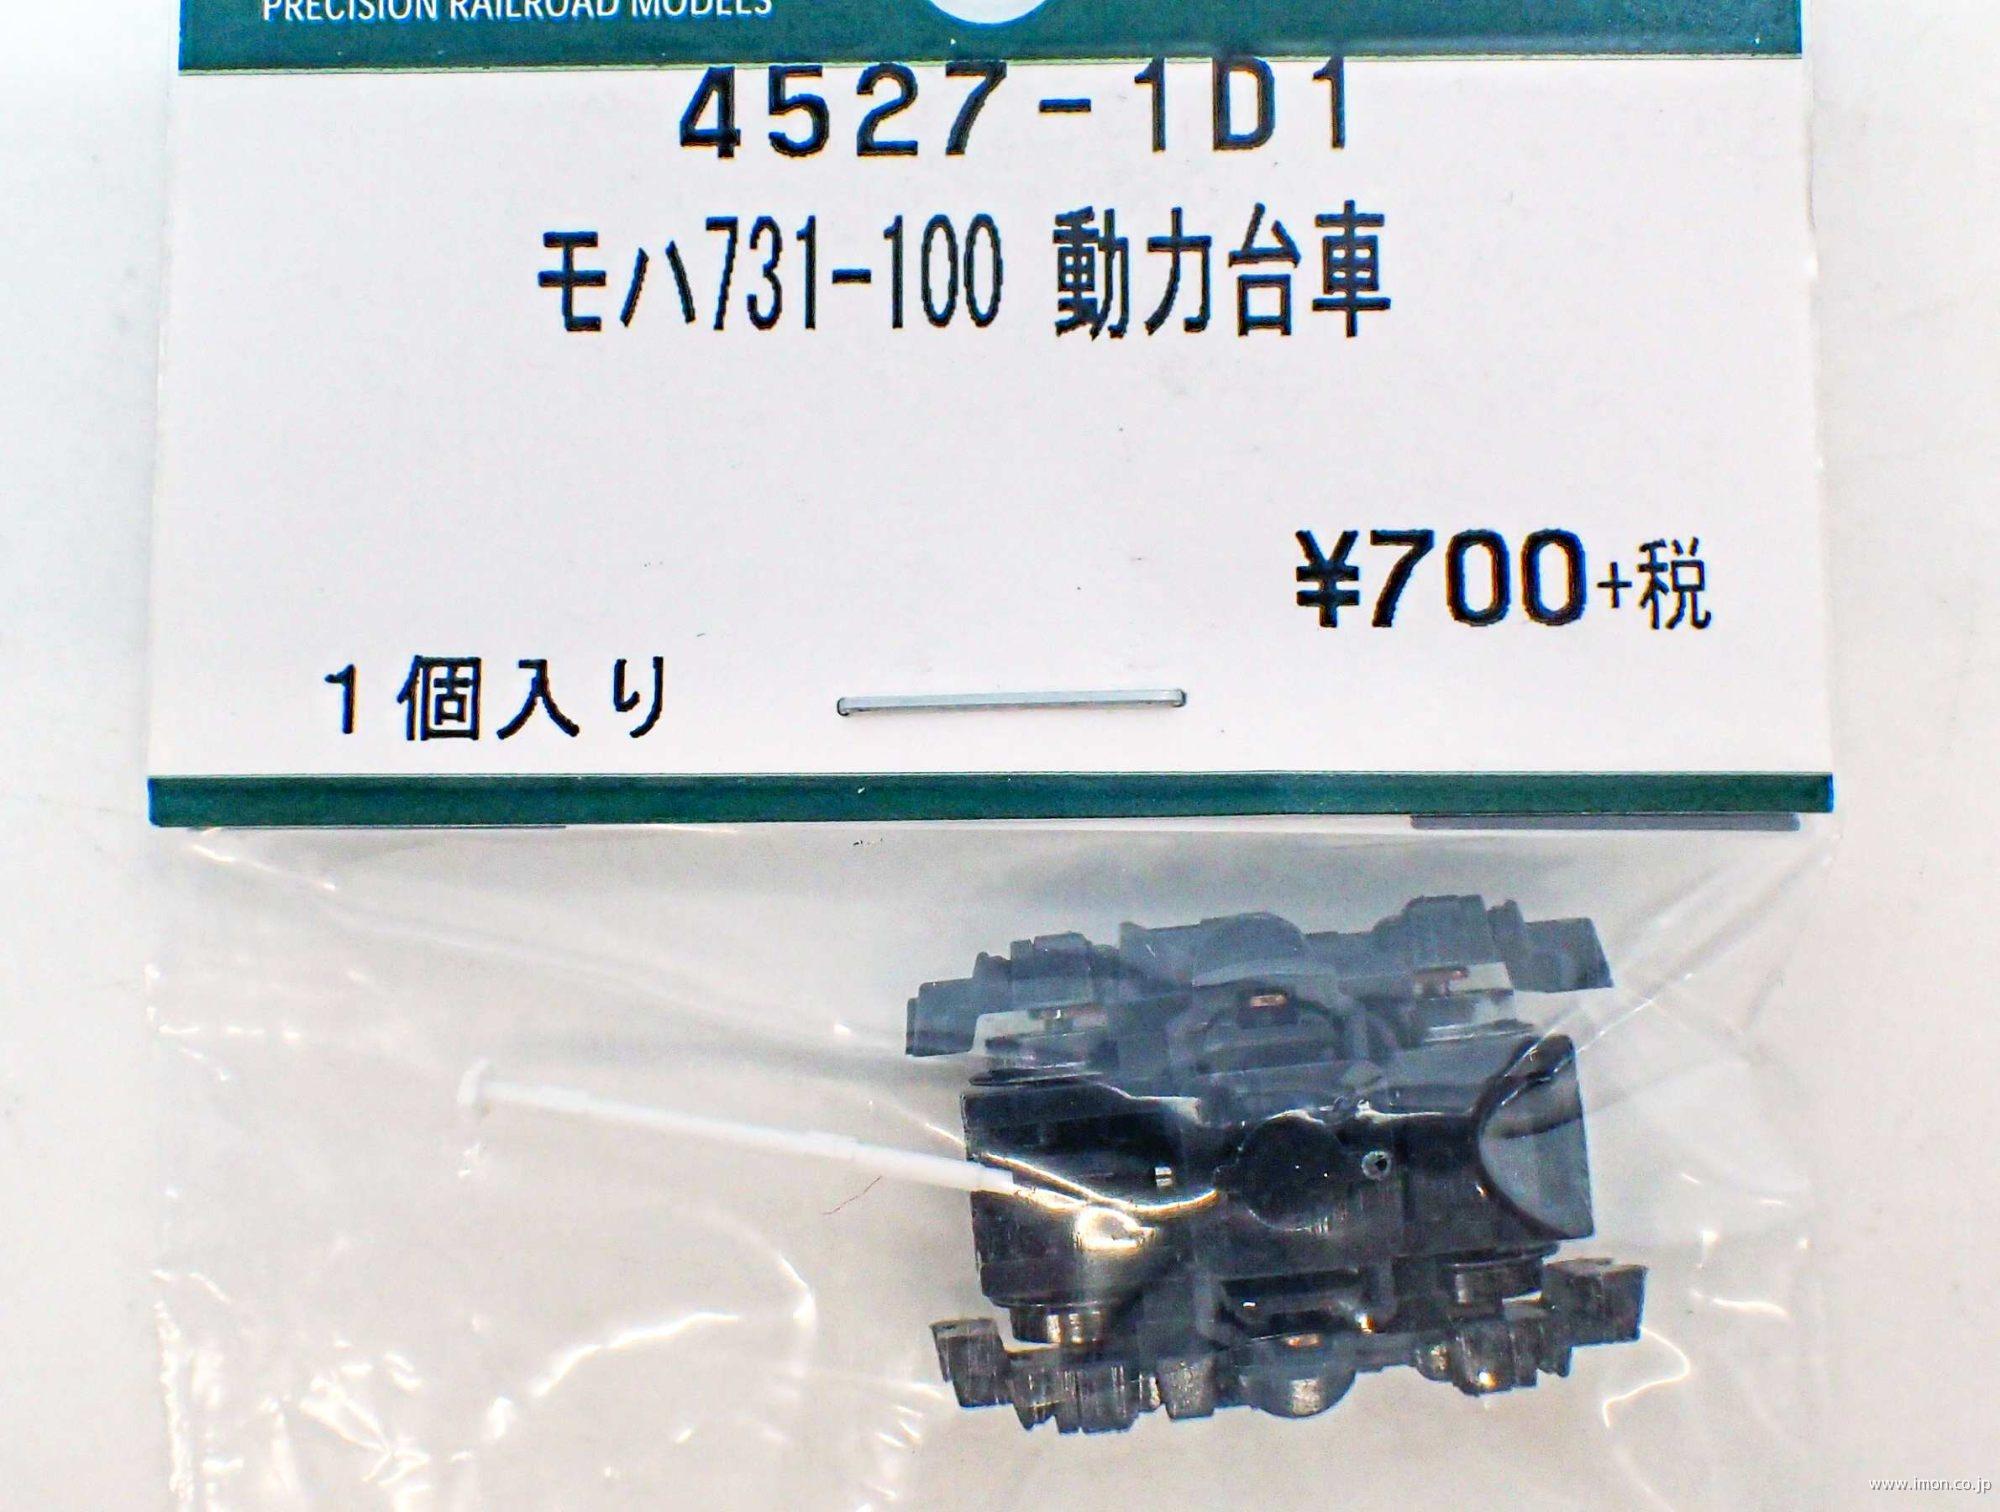 PRECISION RAILROAD MODELS
4527-1D1
モハ731-100 動力台車
¥700+税
1個入り
www.imon.co.jp